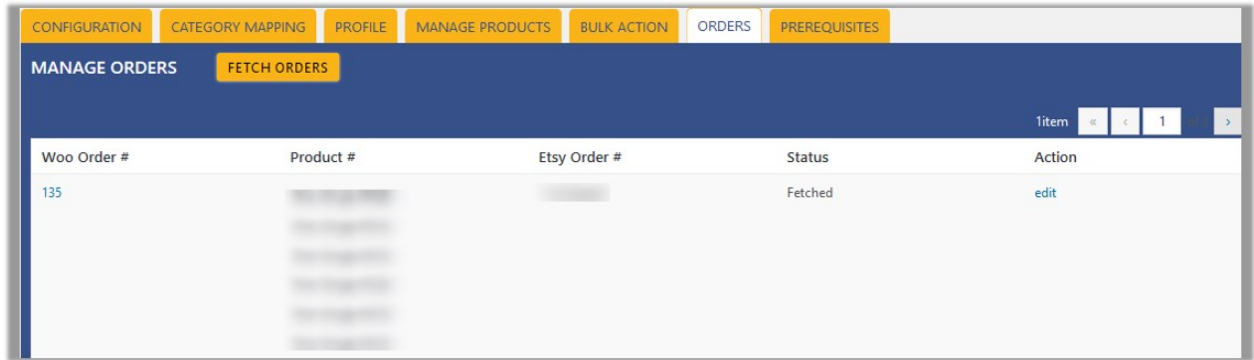 CONFIGURATION CATEGORY MAPPING PROFILE MANAGE PRODUCTS BULK ACTION ORDERS PREREQUISITES
MANAGE ORDERS FETCH ORDERS
1item « ‹ 1 ›
Woo Order # Product # Etsy Order # Status Action
135 Fetched edit